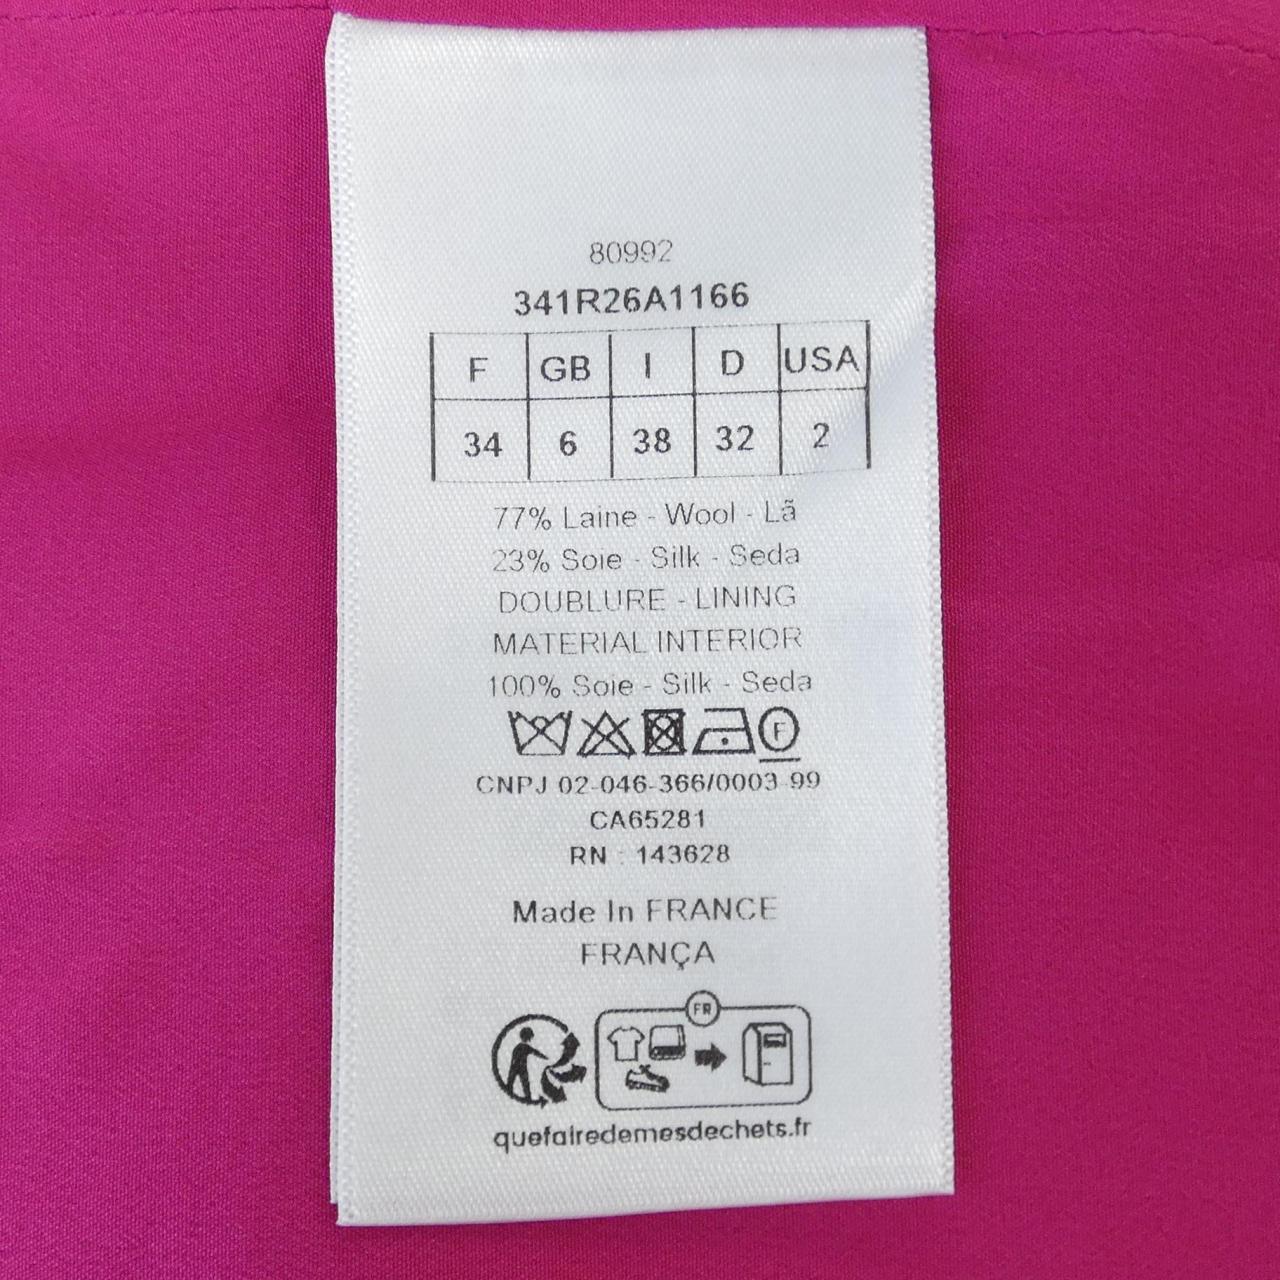 80992
341R26A1166
F GB I D USA
34 6 38 32 2
77% Laine - Wool - Lã
23% Soie - Silk - Seda
DOUBLURE - LINING
MATERIAL INTERIOR
100% Soie - Silk - Seda
F
CNPJ 02-046-366/0003-99
CA65281
RN : 143628
Made In FRANCE
FRANÇA
FR
quefairedemesdechets.fr